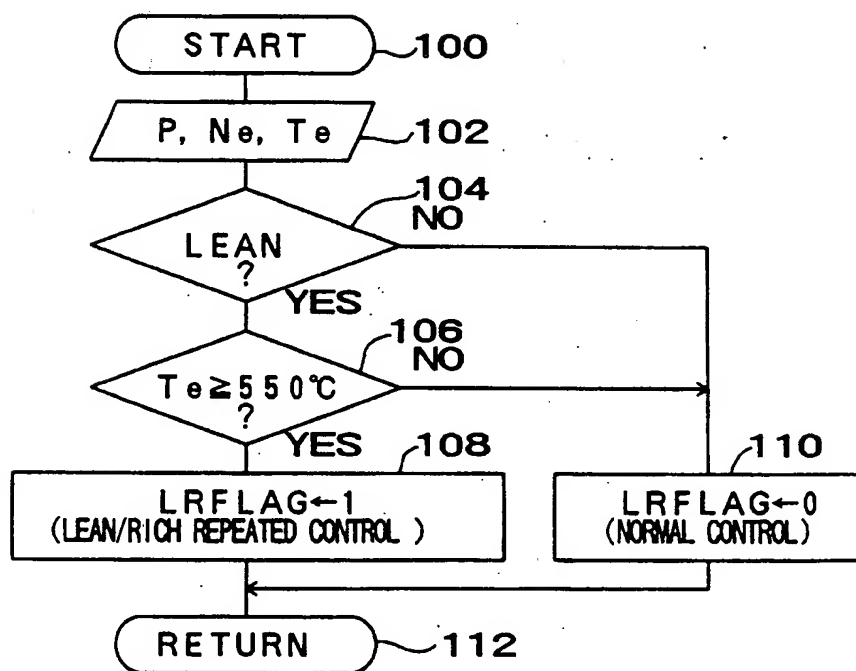 START
100
P, Ne, Te
102
104
NO
LEAN
?
YES
106
NO
Te≧550℃
?
YES
108
LRFLAG←1
(LEAN/RICH REPEATED CONTROL)
110
LRFLAG←0
(NORMAL CONTROL)
RETURN
112